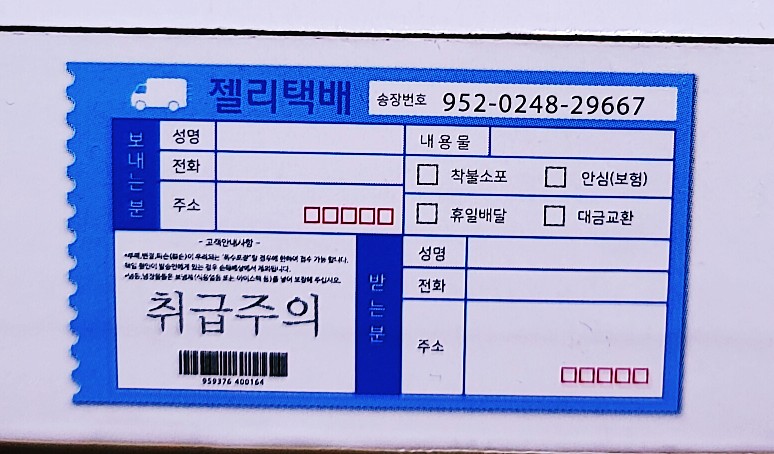 젤리택배 송장번호 952-0248-29667
보내는분
성명
전화
주소
내용물
착불소포 안심(보험)
휴일배달 대금교환
- 고객안내사항 -
취급주의
959376 400164
받는분
성명
전화
주소